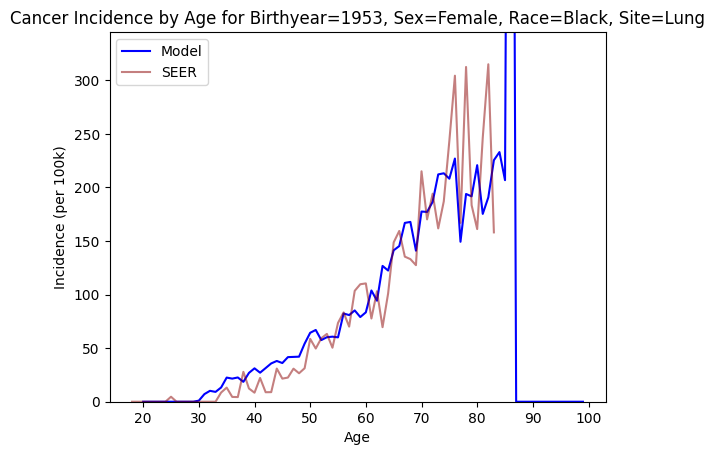 Cancer Incidence by Age for Birthyear=1953, Sex=Female, Race=Black, Site=Lung
Model
SEER
Incidence (per 100k)
300
250
200
150
100
50
0
20 30 40 50 60 70 80 90 100
Age